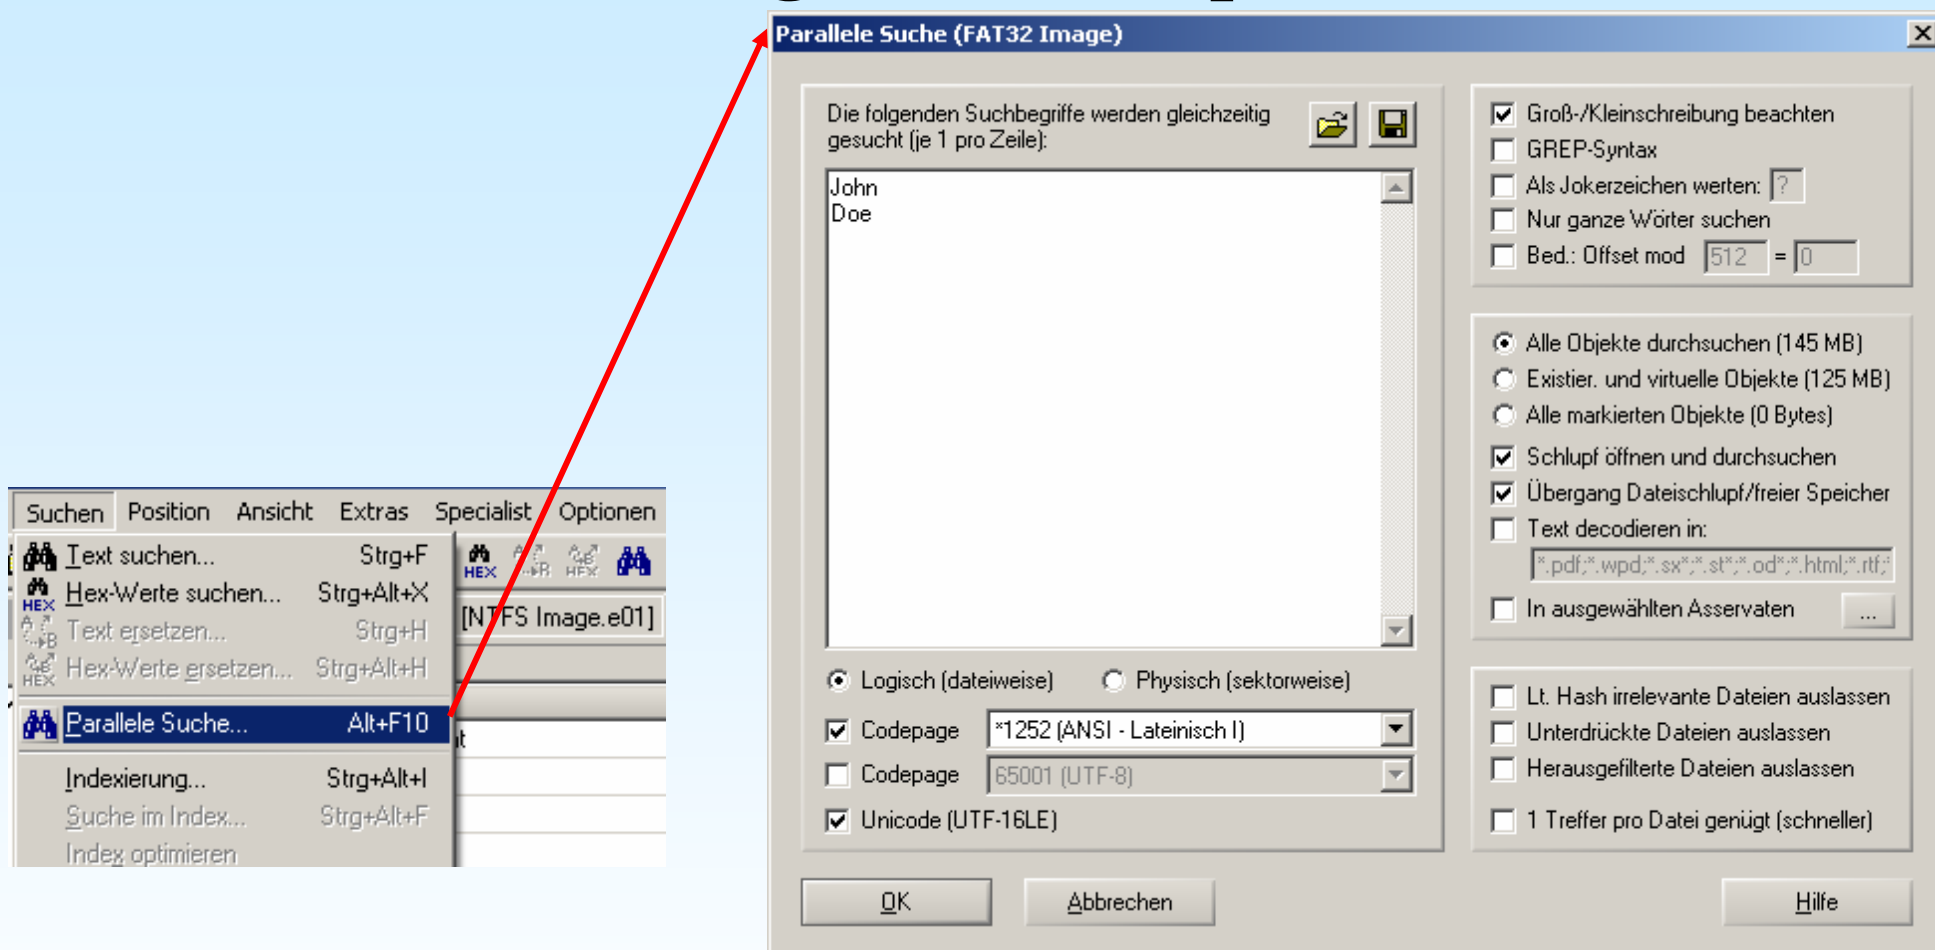 Parallele Suche (FAT32 Image)
Die folgenden Suchbegriffe werden gleichzeitig
gesucht (je 1 pro Zeile):
John
Doe
Logisch (dateiweise) Physisch (sektorweise)
Codepage *1252 (ANSI - Lateinisch I)
Codepage 65001 (UTF-8)
Unicode (UTF-16LE)
Groß-/Kleinschreibung beachten
GREP-Syntax
Als Jokerzeichen werten: ?
Nur ganze Wörter suchen
Bed.: Offset mod 512 = 0
Alle Objekte durchsuchen (145 MB)
Existier. und virtuelle Objekte (125 MB)
Alle markierten Objekte (0 Bytes)
Schlupf öffnen und durchsuchen
Übergang Dateischlupf/freier Speicher
Text decodieren in:
*.pdf;*.wpd;*.sx*;*.st*;*.od*;*.html;*.rtf;*
In ausgewählten Asservaten ...
Lt. Hash irrelevante Dateien auslassen
Unterdrückte Dateien auslassen
Herausgefilterte Dateien auslassen
1 Treffer pro Datei genügt (schneller)
OK Abbrechen Hilfe
Suchen Position Ansicht Extras Specialist Optionen
Text suchen... Strg+F
HEX Hex-Werte suchen... Strg+Alt+X
Text ersetzen... Strg+H
HEX Hex-Werte ersetzen... Strg+Alt+H
Parallele Suche... Alt+F10
Indexierung... Strg+Alt+I
Suche im Index... Strg+Alt+F
Index optimieren
HEX HEX
[NTFS Image.e01]